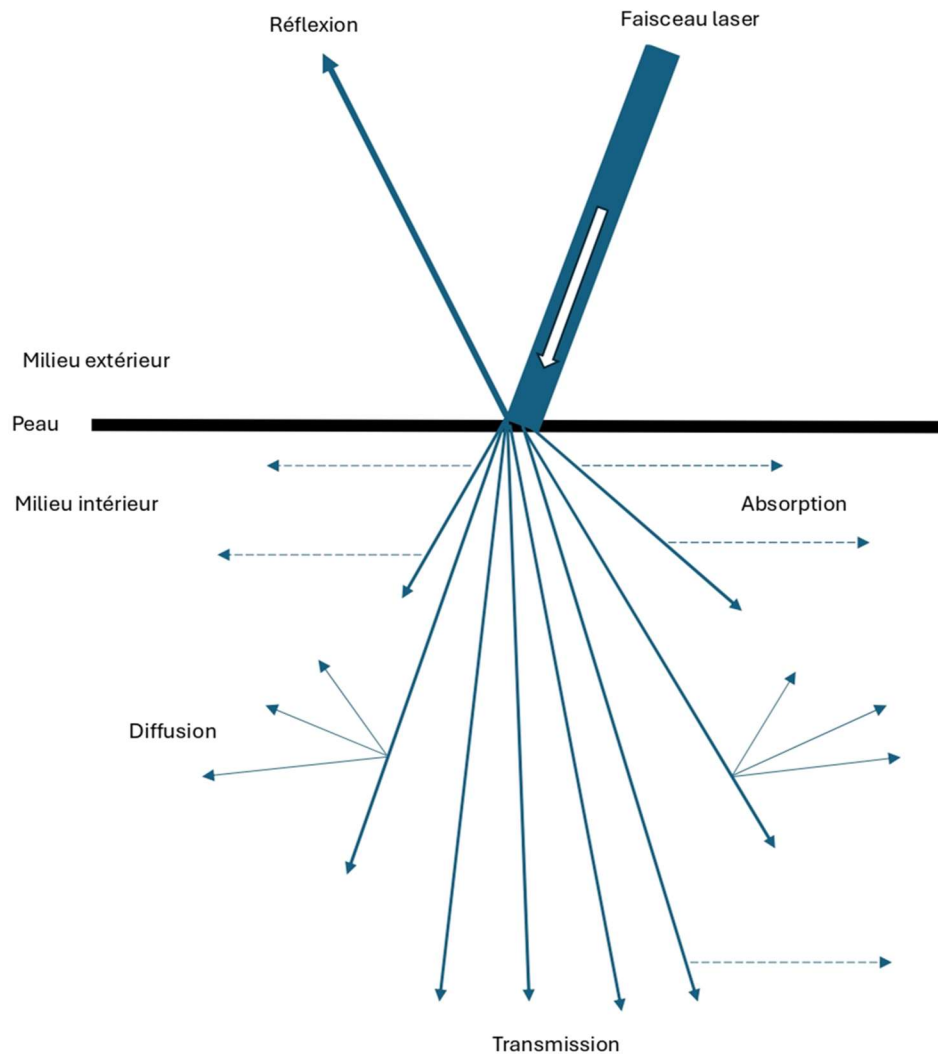 Faisceau laser
Réflexion
Milieu extérieur
Peau
Milieu intérieur
Absorption
Diffusion
Transmission